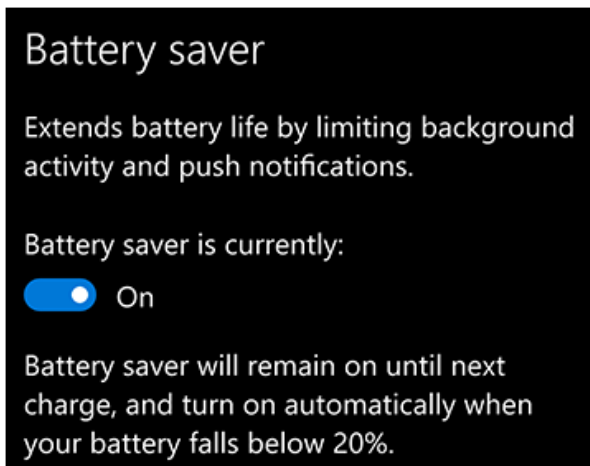 Battery saver
Extends battery life by limiting background
activity and push notifications.
Battery saver is currently:
On
Battery saver will remain on until next
charge, and turn on automatically when
your battery falls below 20%.